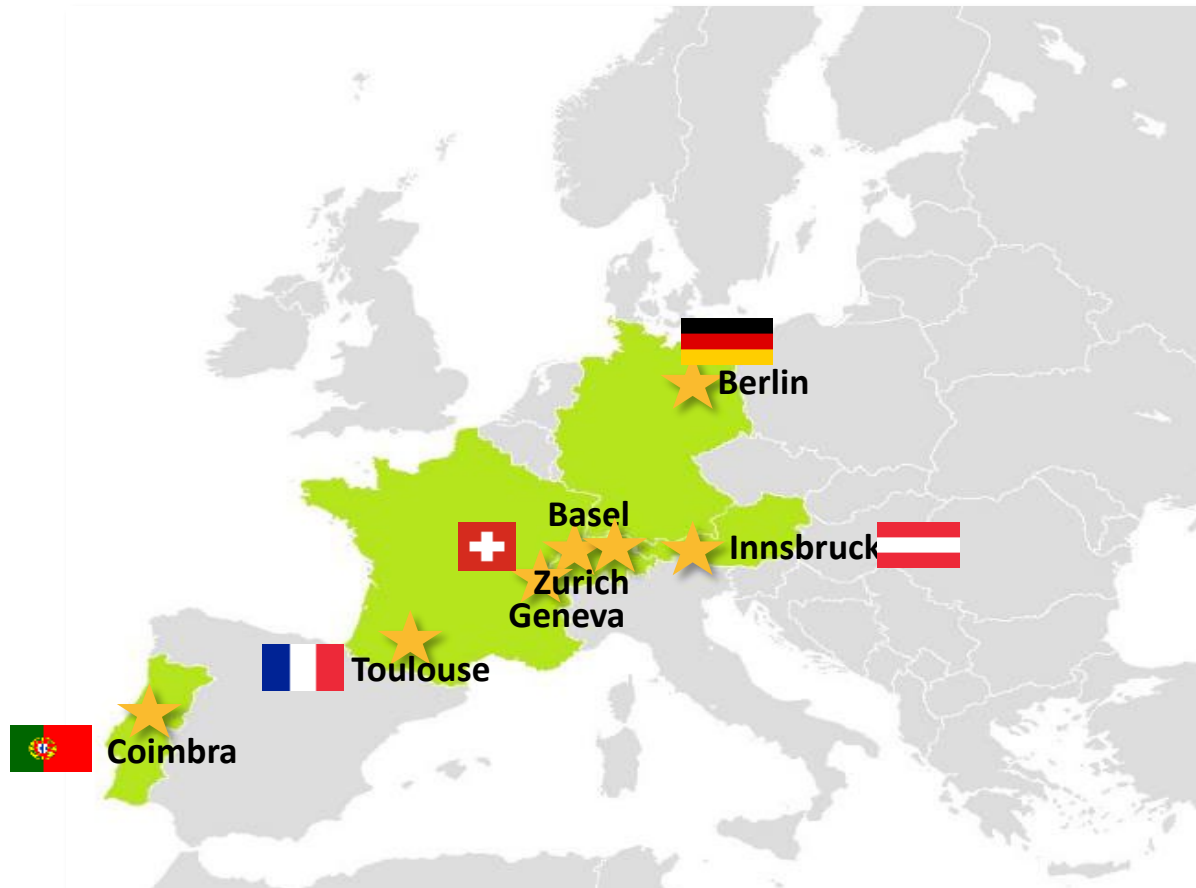 Berlin
Basel
Innsbruck
Zurich
Geneva
Toulouse
Coimbra